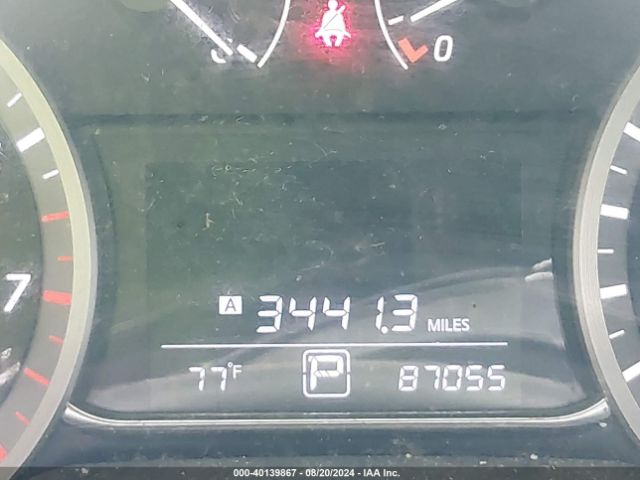 C 0
7
A 3441.3 MILES
77°F P 87055
000-40139867 - 08/20/2024 - IAA Inc.